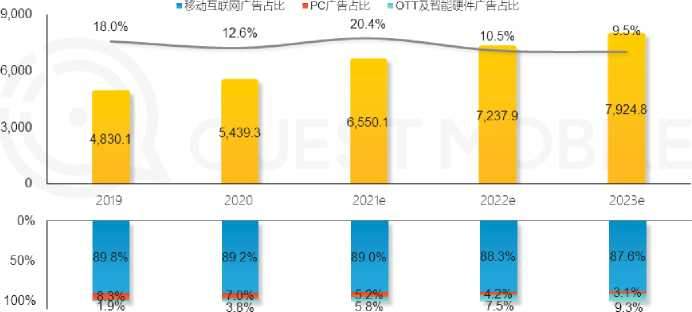 移动互联网广告占比 PC广告占比 OTT及智能硬件广告占比
9,000
18.0% 12.6% 20.4% 10.5% 9.5%
6,000
3,000
4,830.1 5,439.3 6,550.1 7,237.9 7,924.8
QUEST MOBILE
0
2019 2020 2021e 2022e 2023e
0%
50%
89.8% 89.2% 89.0% 88.3% 87.6%
8.3% 7.0% 5.2% 4.2% 3.1%
100%
1.9% 3.8% 5.8% 7.5% 9.3%